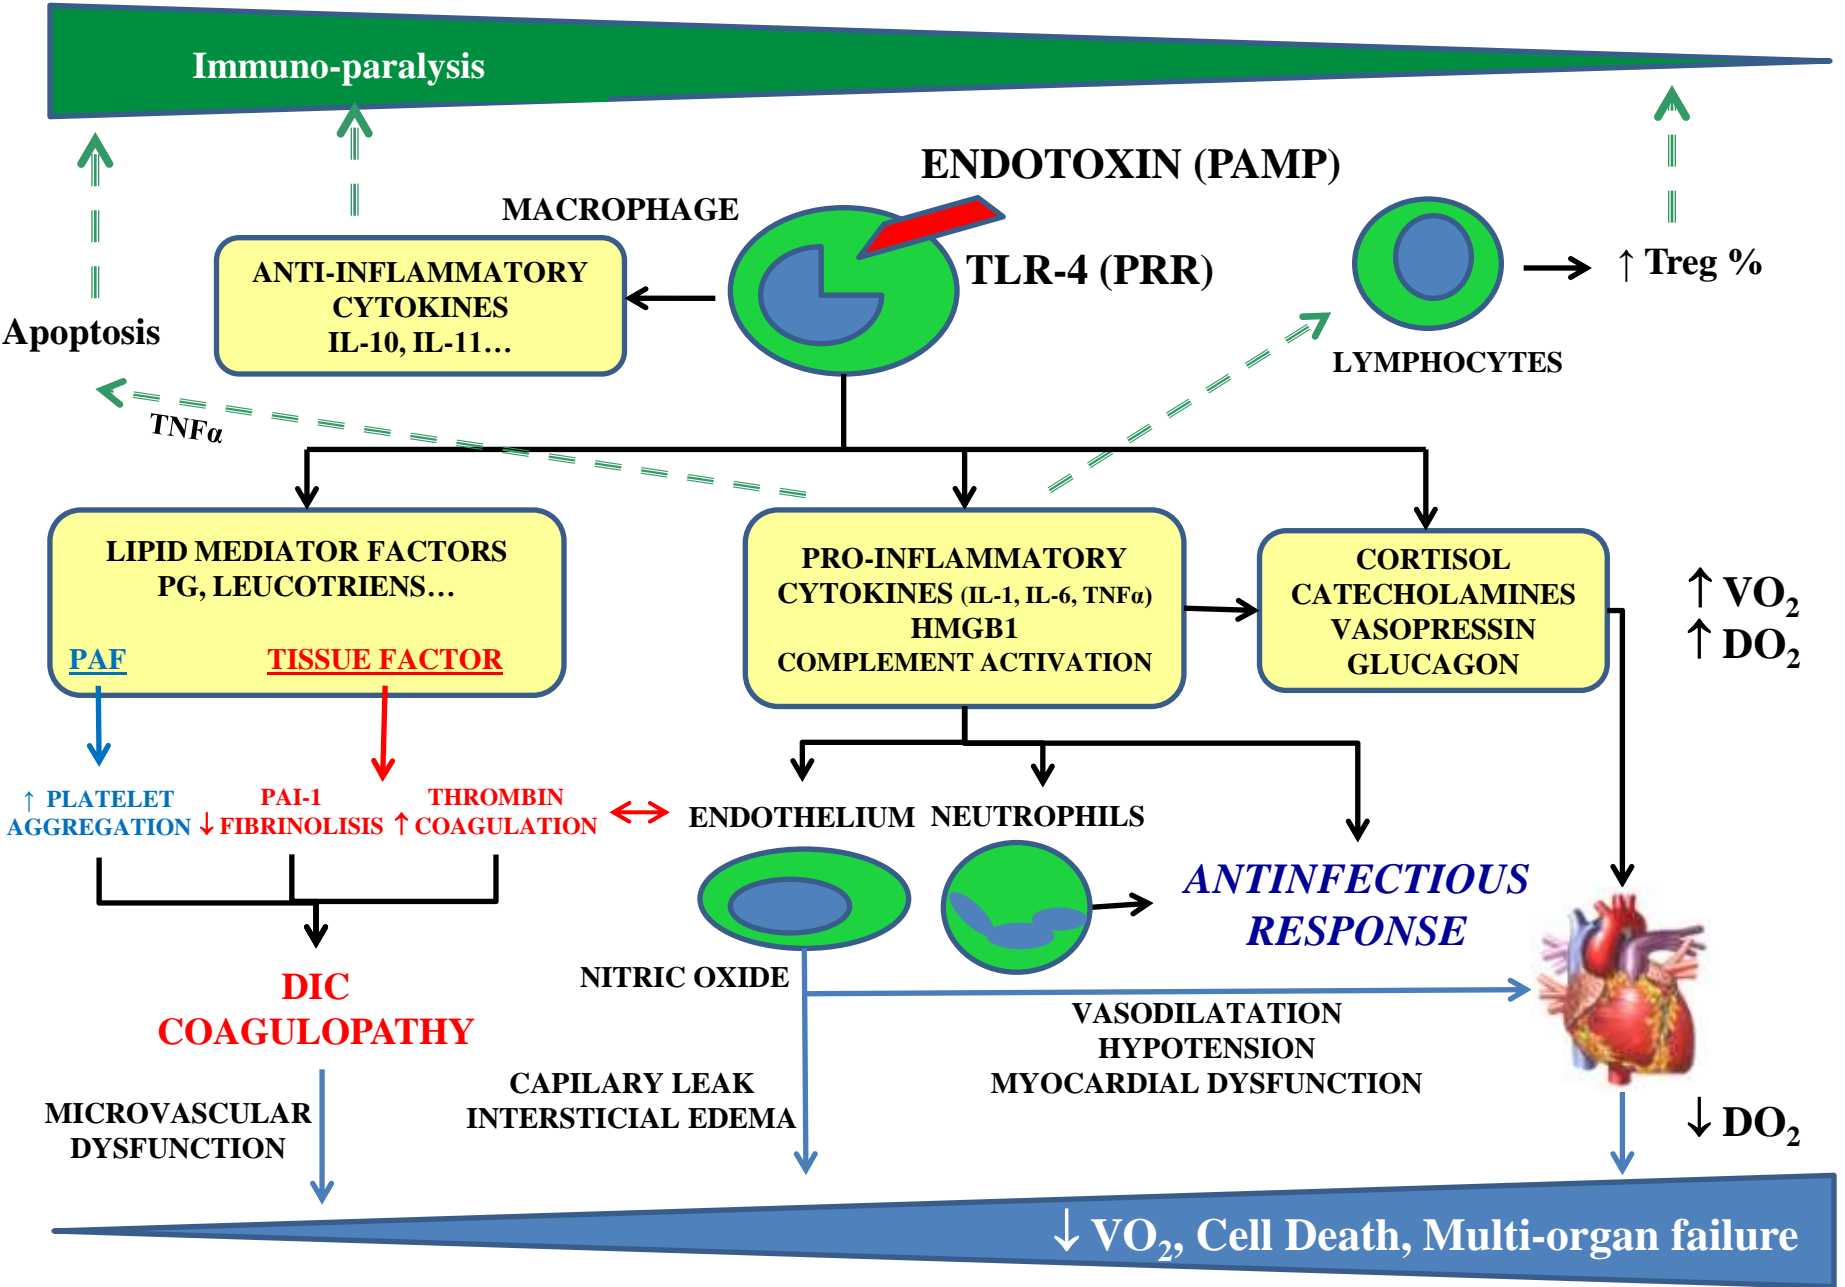 Immuno-paralysis
ENDOTOXIN (PAMP)
MACROPHAGE
TLR-4 (PRR)
ANTI-INFLAMMATORY
CYTOKINES
IL-10, IL-11…
↑ Treg %
LYMPHOCYTES
Apoptosis
TNFα
LIPID MEDIATOR FACTORS
PG, LEUCOTRIENS…
PAF
TISSUE FACTOR
PRO-INFLAMMATORY
CYTOKINES (IL-1, IL-6, TNFα)
HMGB1
COMPLEMENT ACTIVATION
CORTISOL
CATECHOLAMINES
VASOPRESSIN
GLUCAGON
↑ VO₂
↑ DO₂
↑ PLATELET
AGGREGATION
PAI-1
↓ FIBRINOLISIS
THROMBIN
↑ COAGULATION
ENDOTHELIUM
NEUTROPHILS
ANTINFECTIOUS
RESPONSE
DIC
COAGULOPATHY
NITRIC OXIDE
VASODILATATION
HYPOTENSION
MYOCARDIAL DYSFUNCTION
CAPILARY LEAK
INTERSTICIAL EDEMA
MICROVASCULAR
DYSFUNCTION
↓ DO₂
↓ VO₂, Cell Death, Multi-organ failure